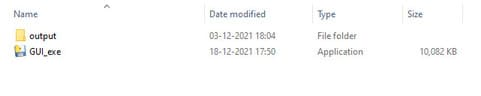 Name Date modified Type Size
output 03-12-2021 18:04 File folder
GUI_exe 18-12-2021 17:50 Application 10,082 KB